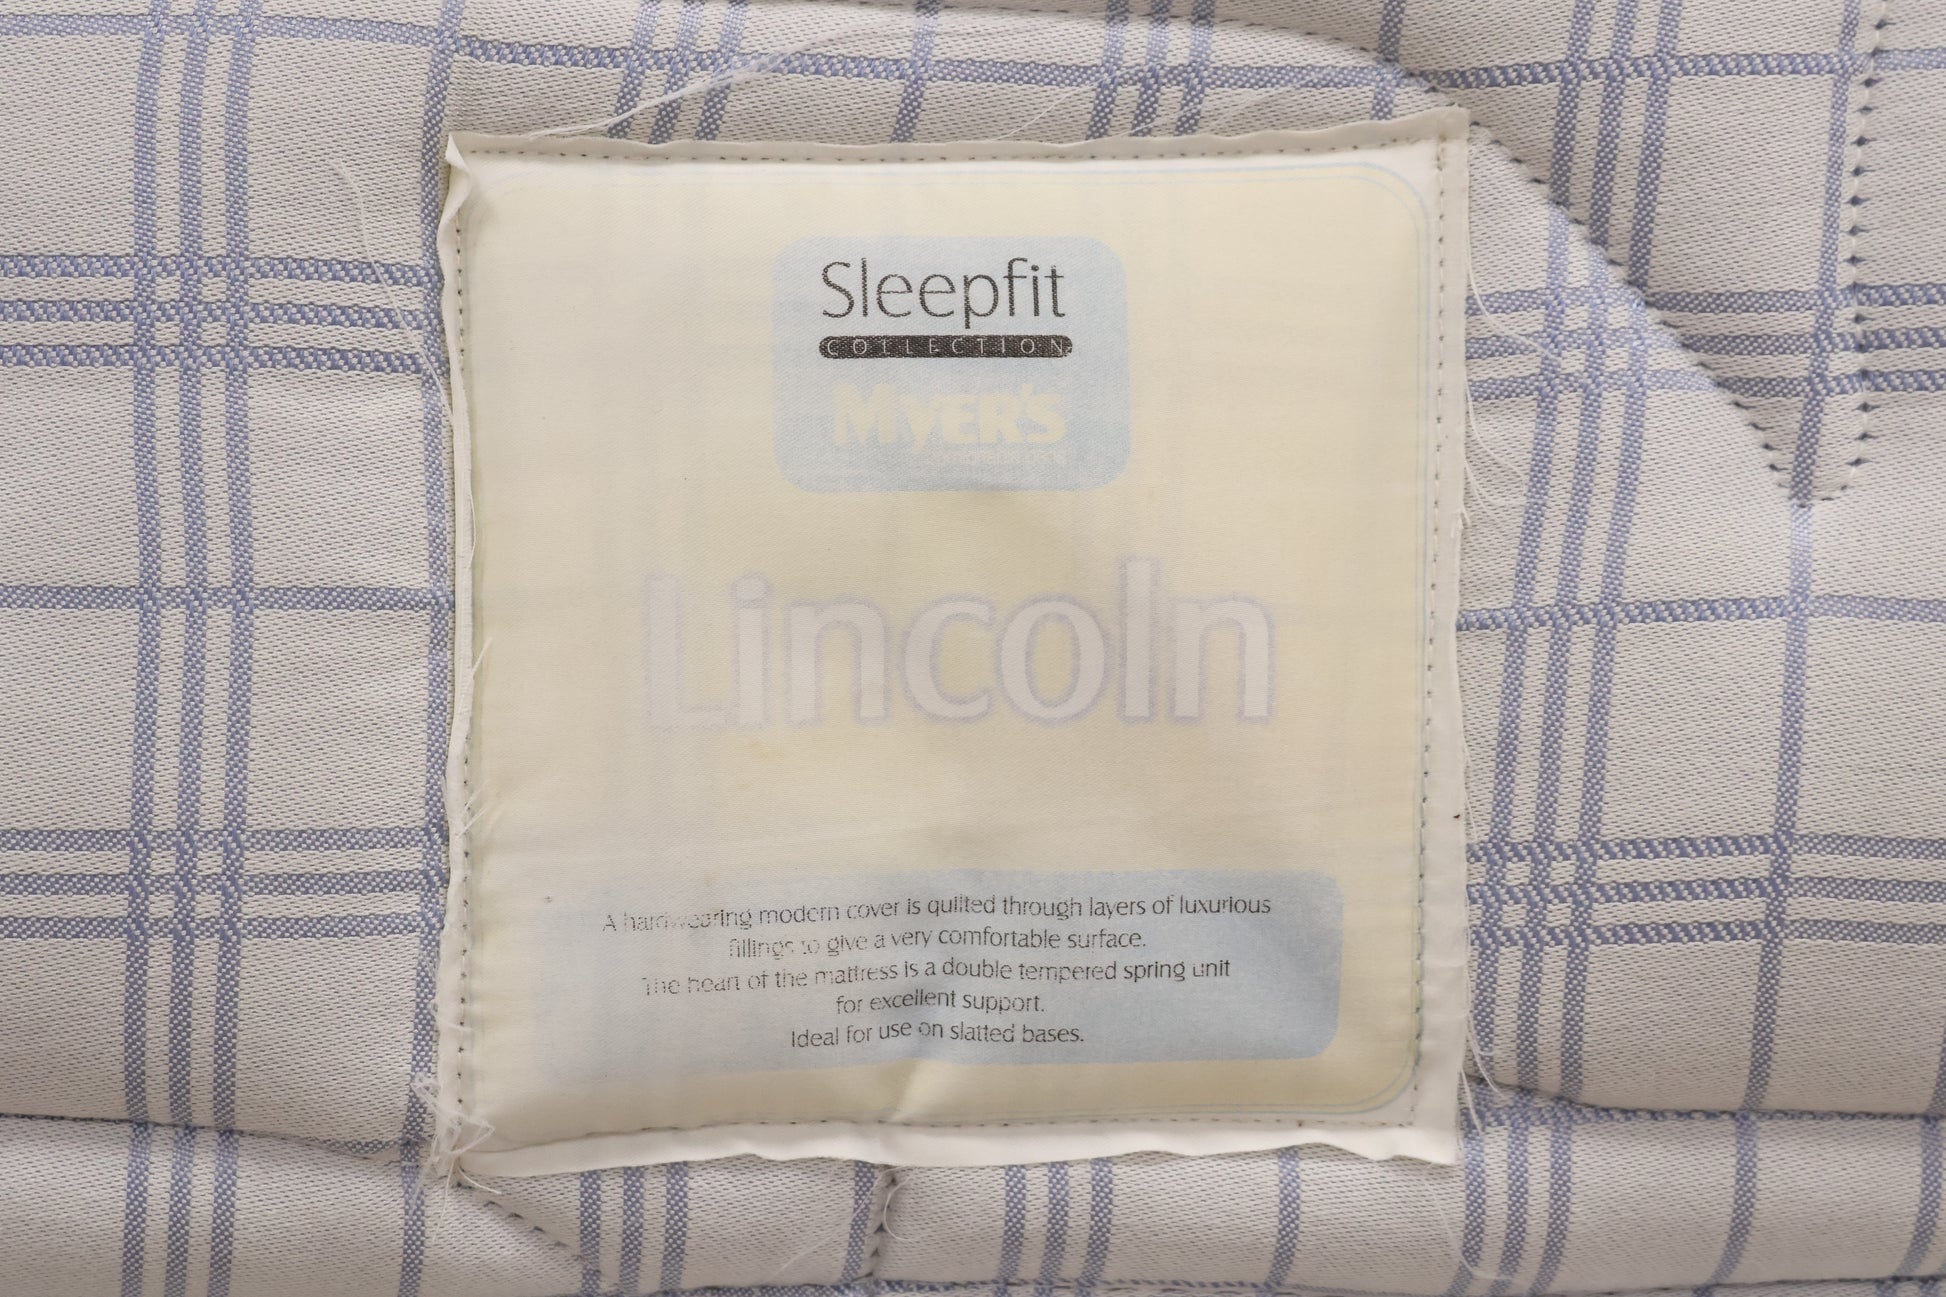 Sleepfit
COLLECTION
MYER'S
Lincoln
A hardwearing modern cover is quilted through layers of luxurious
fillings to give a very comfortable surface.
The heart of the mattress is a double tempered spring unit
for excellent support.
Ideal for use on slatted bases.